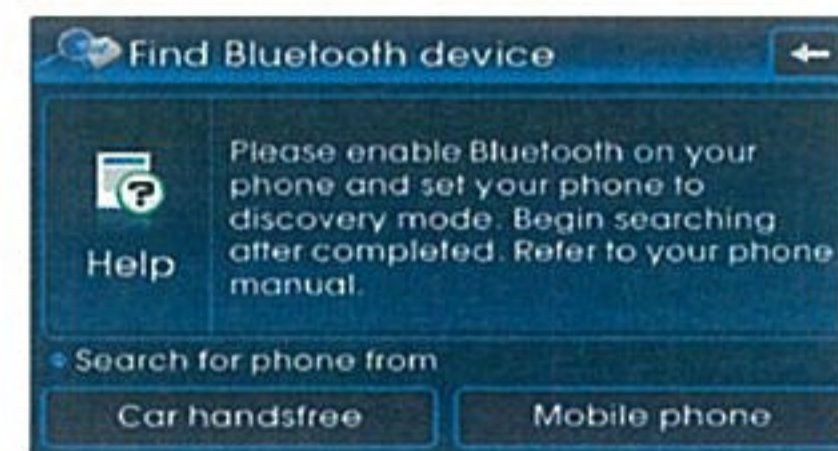 Find Bluetooth device
Please enable Bluetooth on your
phone and set your phone to
discovery mode. Begin searching
after completed. Refer to your phone
manual.
Help
Search for phone from
Car handsfree
Mobile phone